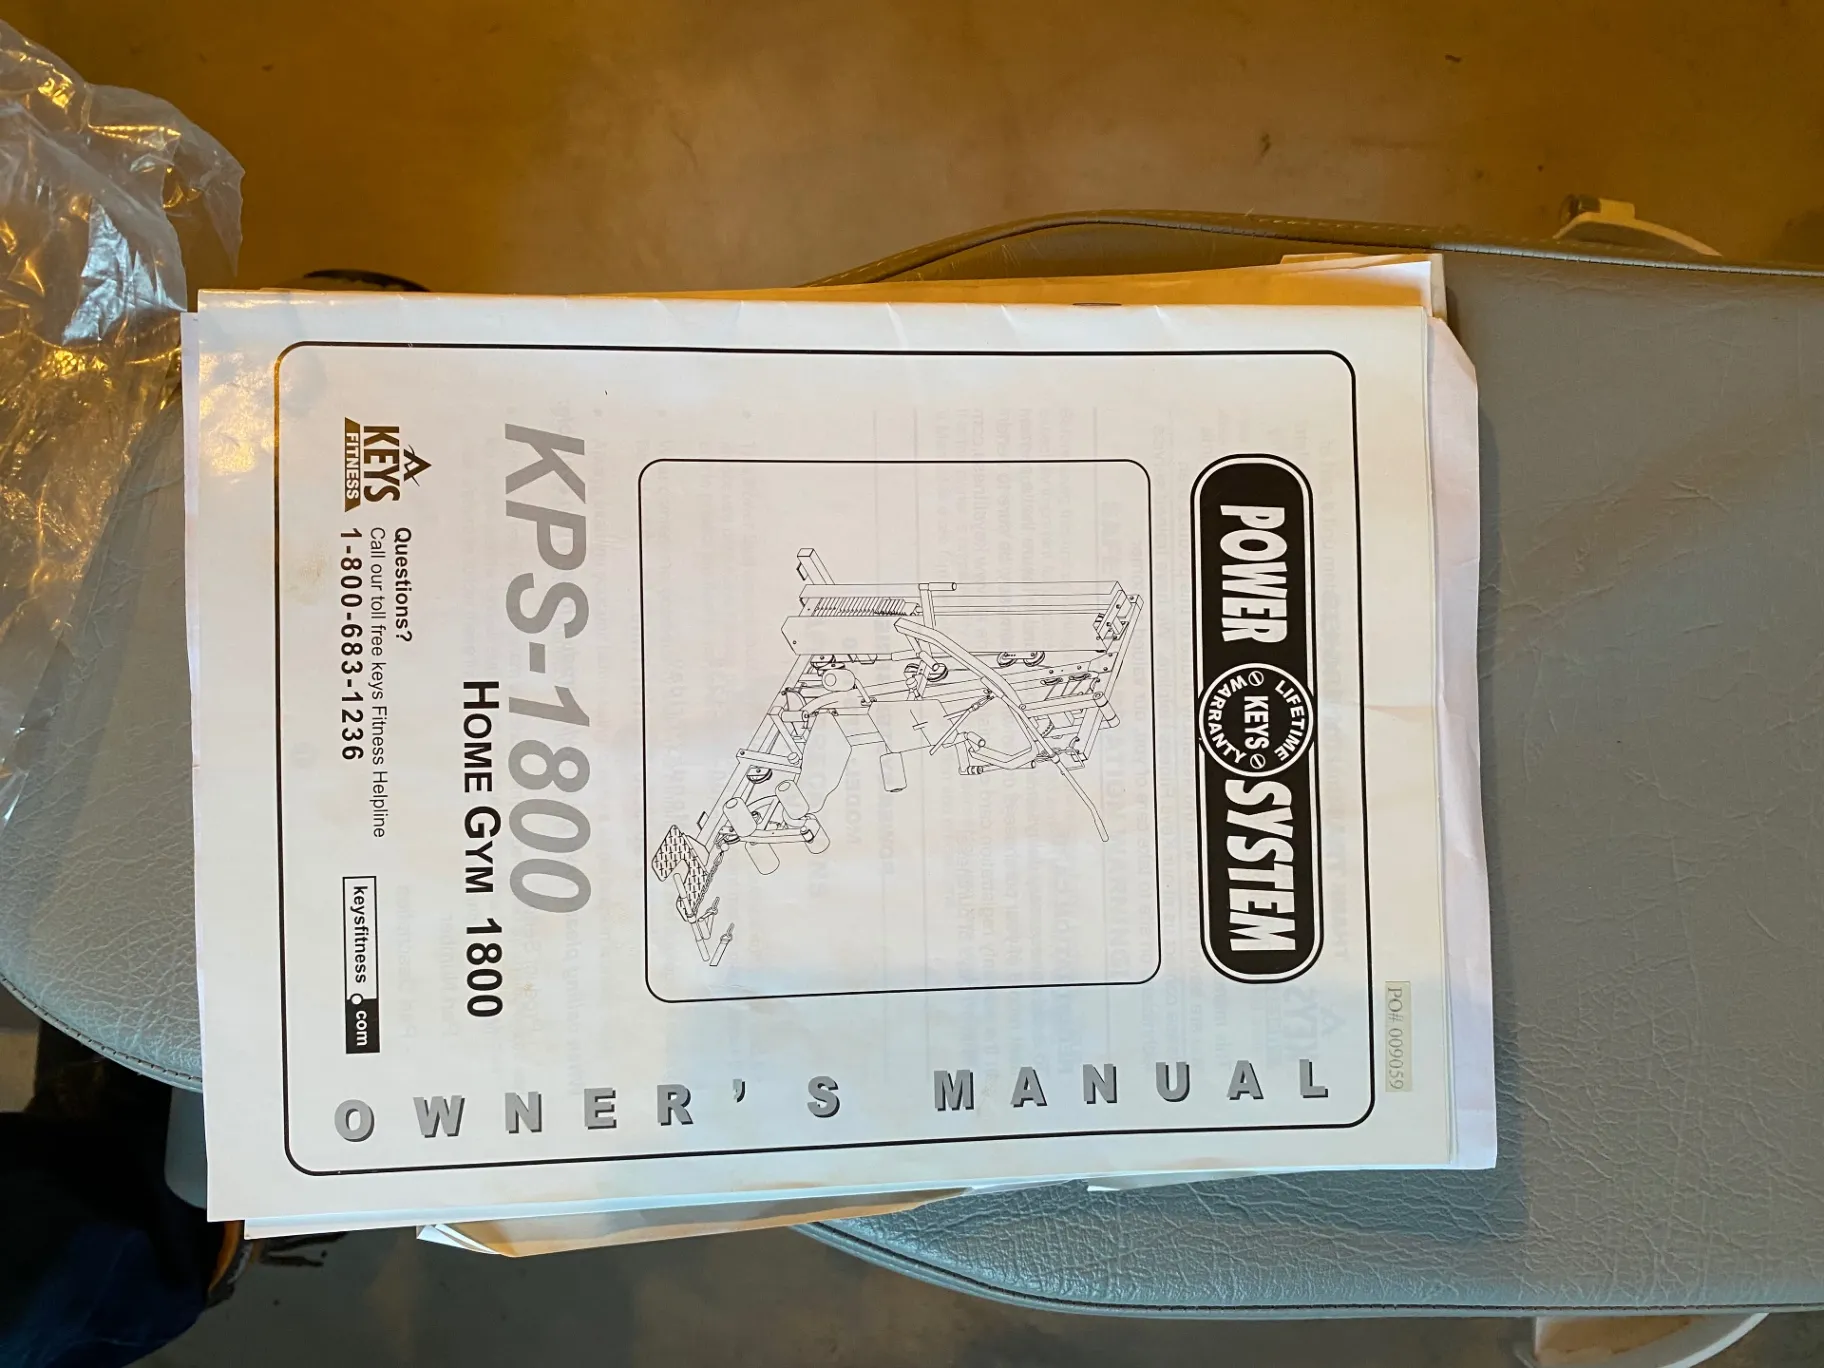 PO# 009059
POWER SYSTEM
LIFETIME
KEYS
WARRANTY
KPS-1800
HOME GYM 1800
KEYS
FITNESS
Questions?
Call our toll free keys Fitness Helpline
1-800-683-1236
keysfitness.com
OWNER'S MANUAL